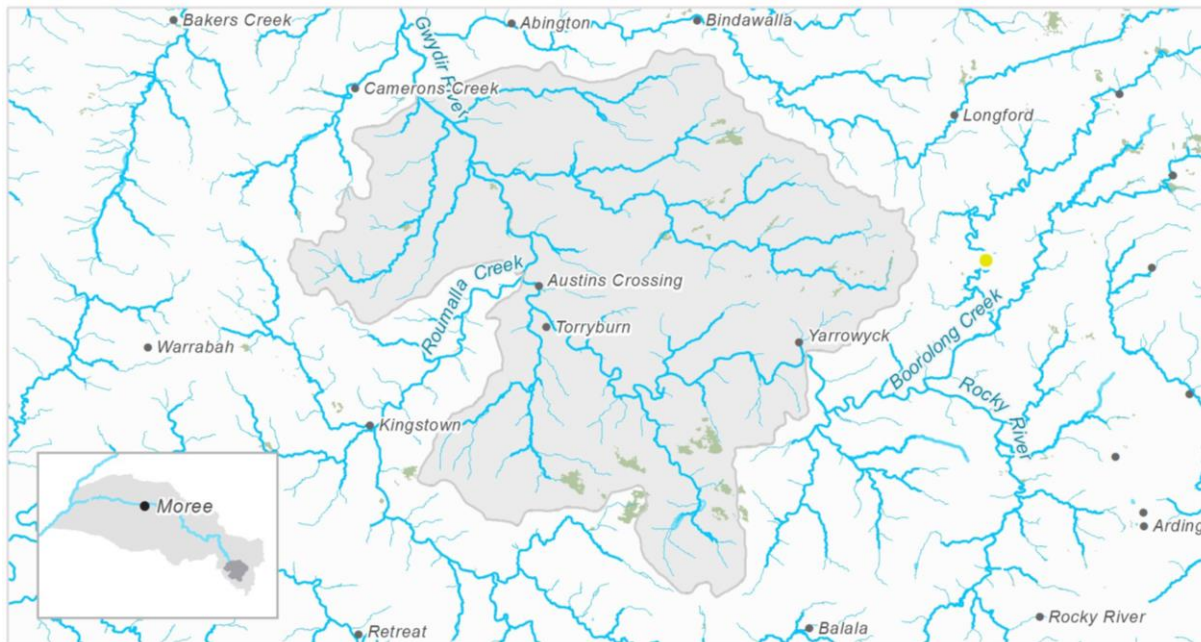 Bakers Creek
Abington
Bindawalla
Gwydir River
Camerons Creek
Longford
Roumalla Creek
Austins Crossing
Torryburn
Yarrowyck
Warrabah
Boorolong Creek
Rocky River
Kingstown
Moree
Arding
Rocky River
Retreat
Balala